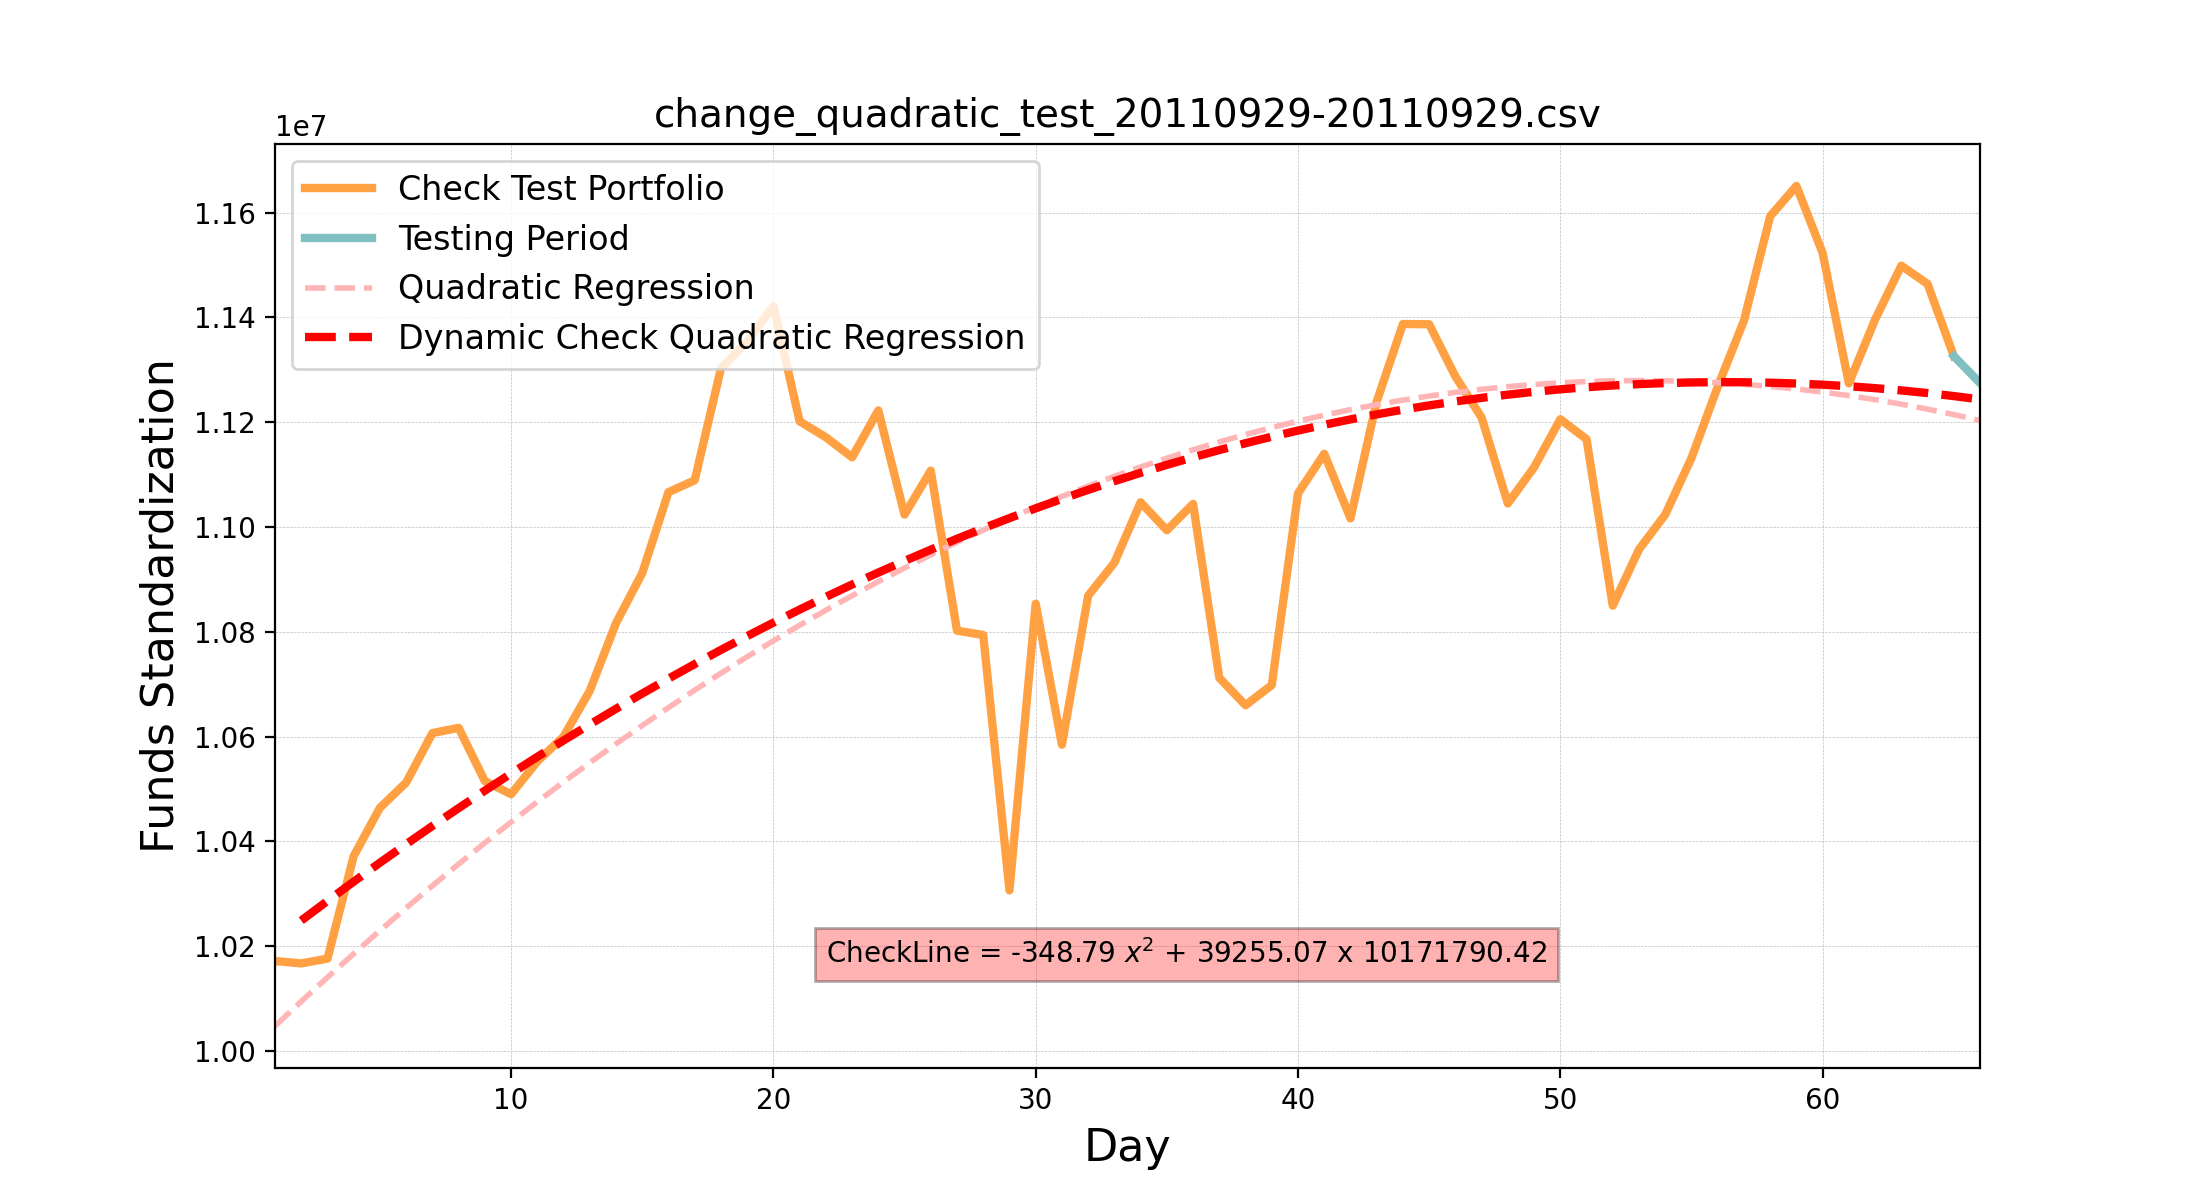 change_quadratic_test_20110929-20110929.csv
1e7
Check Test Portfolio
Testing Period
Quadratic Regression
Dynamic Check Quadratic Regression
1.16
1.14
1.12
1.10
1.08
1.06
1.04
1.02
1.00
Funds Standardization
CheckLine = -348.79 x² + 39255.07 x 10171790.42
10 20 30 40 50 60
Day